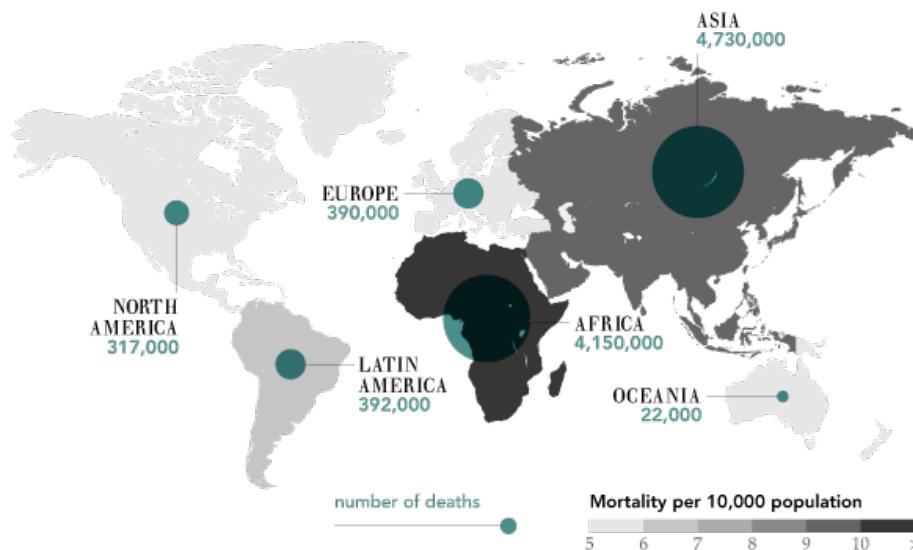 ASIA
4,730,000
EUROPE
390,000
NORTH
AMERICA
317,000
AFRICA
4,150,000
LATIN
AMERICA
392,000
OCEANIA
22,000
number of deaths
Mortality per 10,000 population
5 6 7 8 9 10